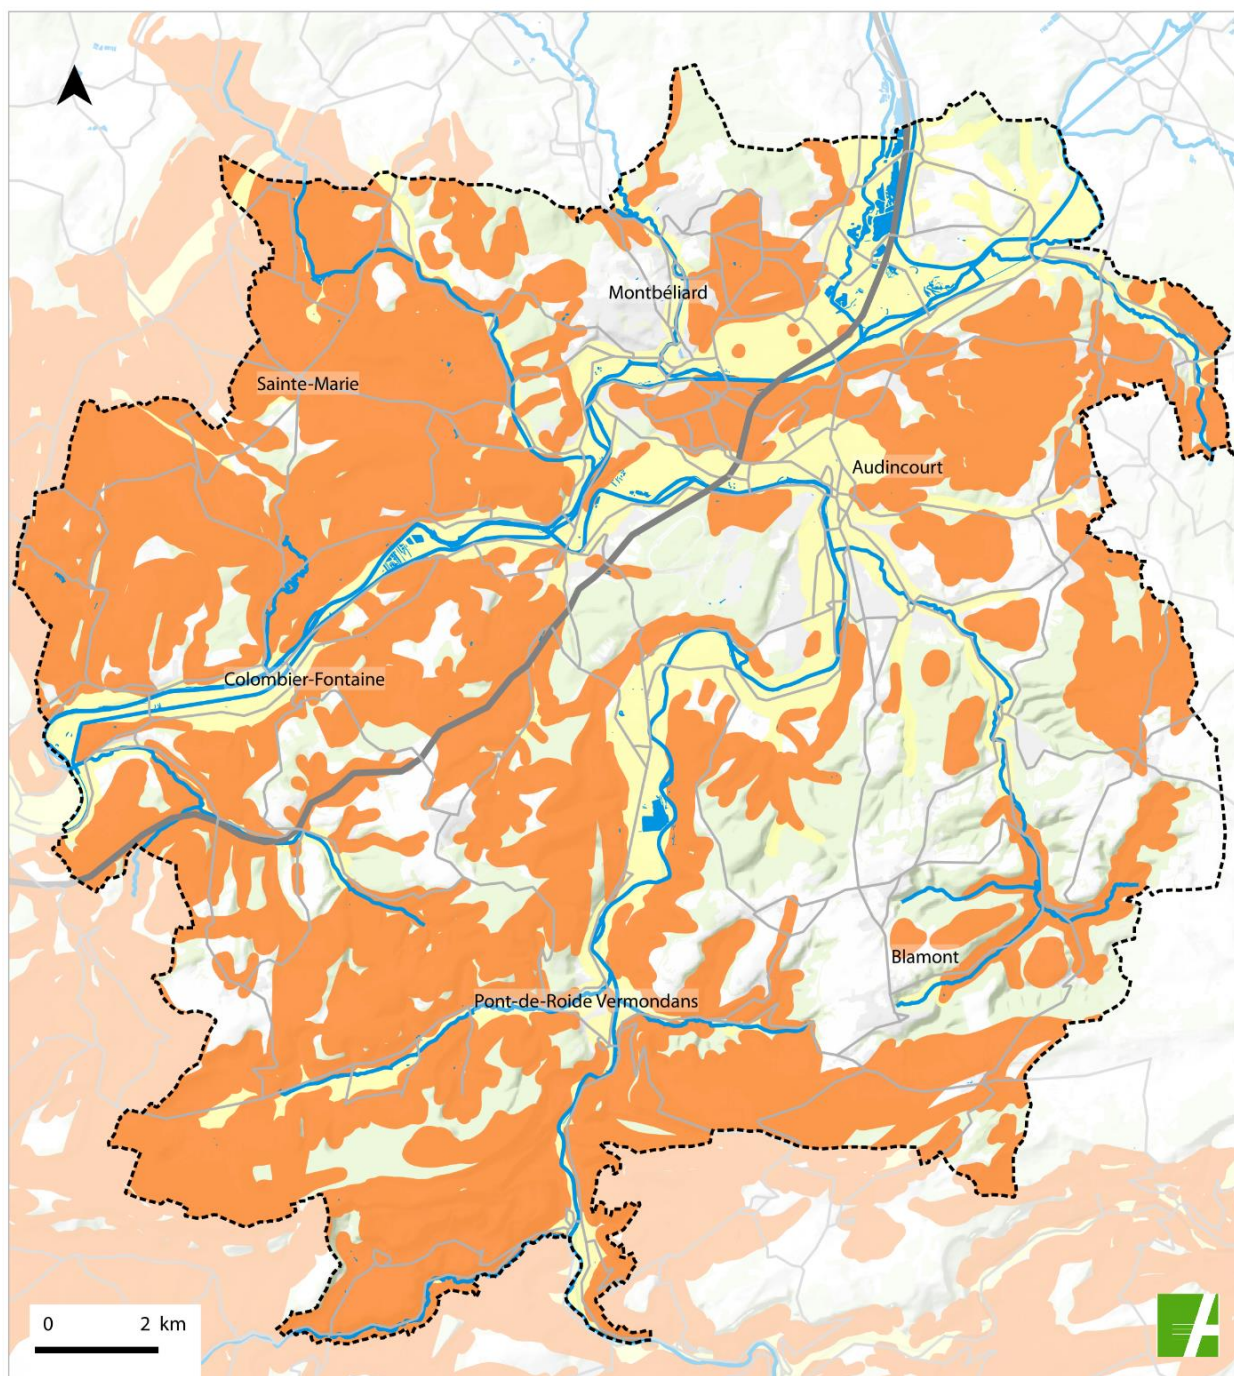 Montbéliard
Sainte-Marie
Audincourt
Colombier-Fontaine
Blamont
Pont-de-Roide Vermondans
0 2 km